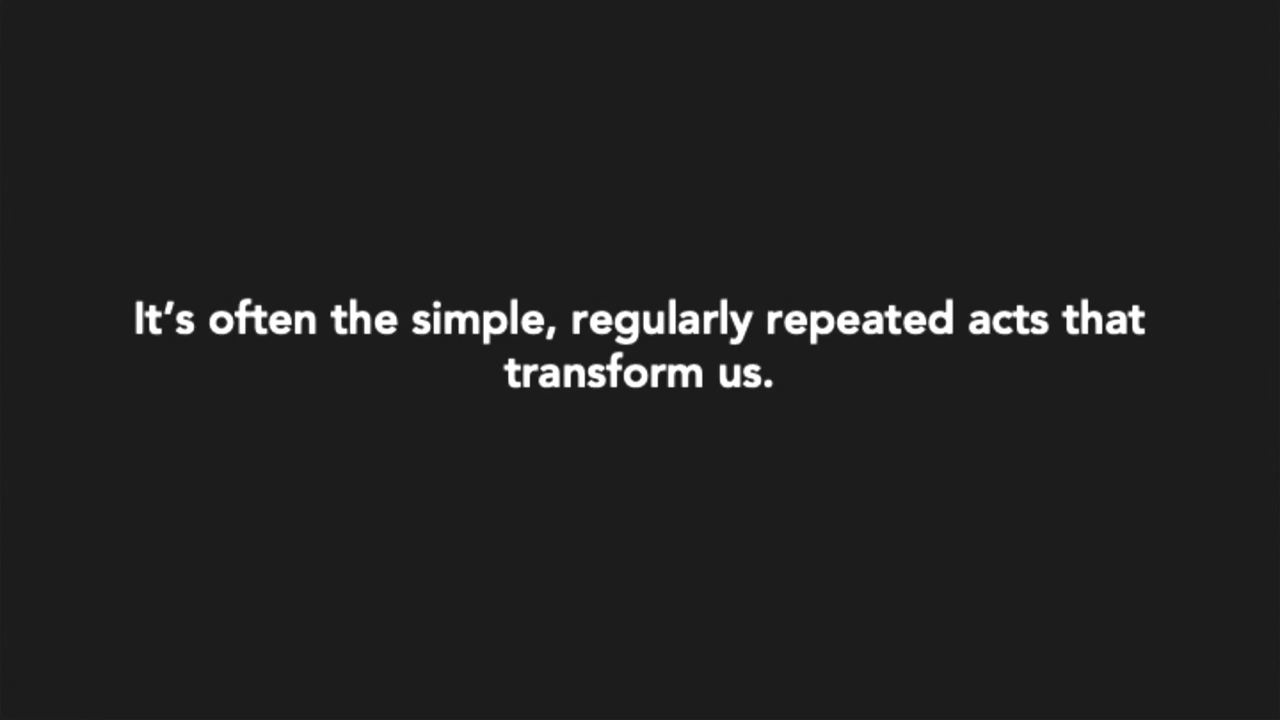 It’s often the simple, regularly repeated acts that
transform us.